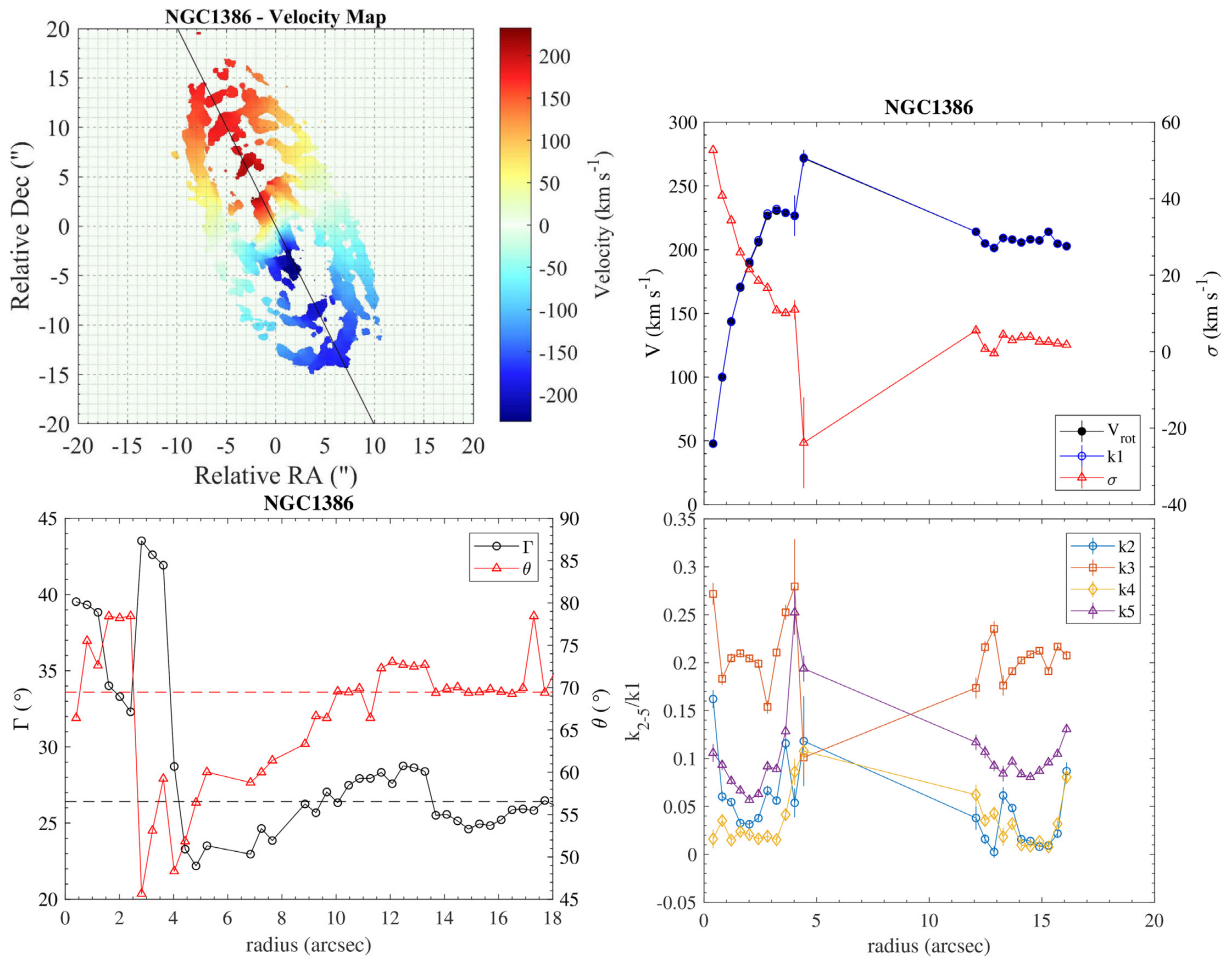 NGC1386 - Velocity Map
20
15
10
5
0
-5
-10
-15
-20
Relative Dec (")
-20 -15 -10 -5 0 5 10 15 20
Relative RA (")
200
150
100
50
0
-50
-100
-150
-200
Velocity (km s-1)
NGC1386
300
250
200
150
100
50
0
V (km s-1)
60
40
20
0
-20
-40
σ (km s-1)
Vrot
k1
σ
NGC1386
45
40
35
30
25
20
Γ (°)
90
85
80
75
70
65
60
55
50
45
θ (°)
Γ
θ
0 2 4 6 8 10 12 14 16 18
radius (arcsec)
0.35
0.3
0.25
0.2
0.15
0.1
0.05
0
-0.05
k2-5/k1
k2
k3
k4
k5
0 5 10 15 20
radius (arcsec)